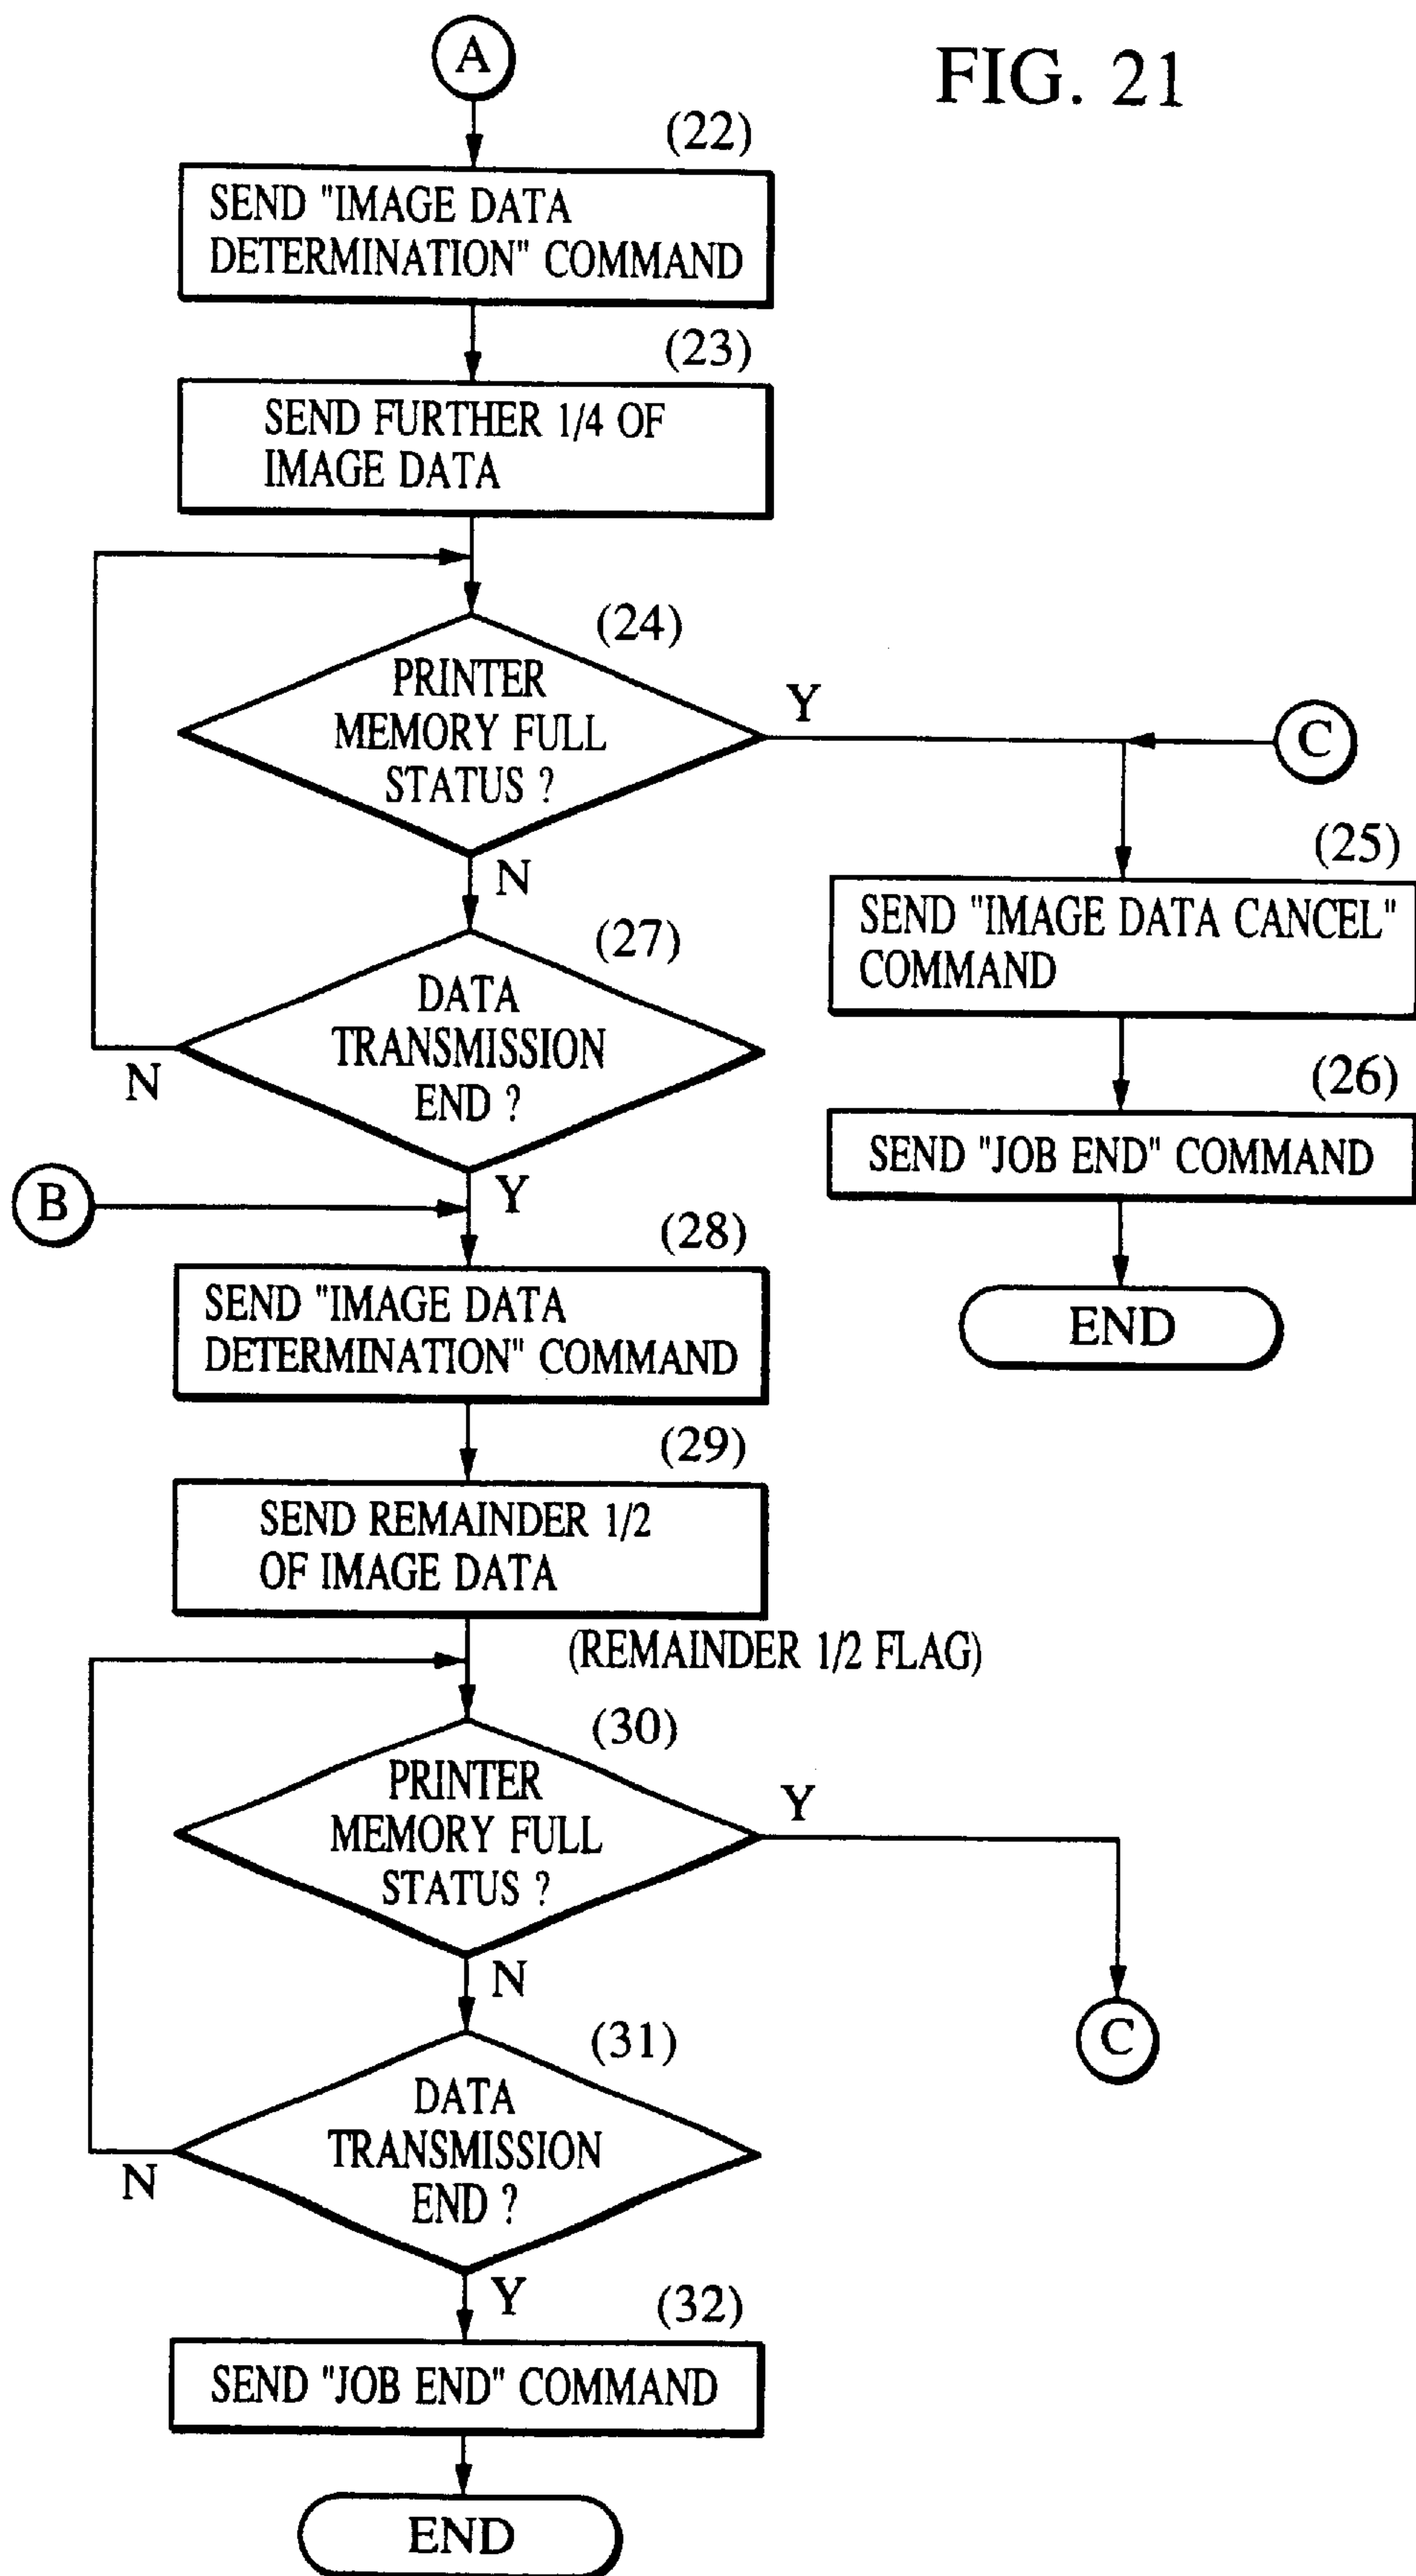 FIG. 21
A
(22)
SEND "IMAGE DATA
DETERMINATION" COMMAND
(23)
SEND FURTHER 1/4 OF
IMAGE DATA
(24)
PRINTER
MEMORY FULL
STATUS ?
Y
C
N
(25)
SEND "IMAGE DATA CANCEL"
COMMAND
(26)
SEND "JOB END" COMMAND
END
(27)
DATA
TRANSMISSION
END ?
N
Y
B
(28)
SEND "IMAGE DATA
DETERMINATION" COMMAND
(29)
SEND REMAINDER 1/2
OF IMAGE DATA
(REMAINDER 1/2 FLAG)
(30)
PRINTER
MEMORY FULL
STATUS ?
Y
C
N
(31)
DATA
TRANSMISSION
END ?
N
Y
(32)
SEND "JOB END" COMMAND
END